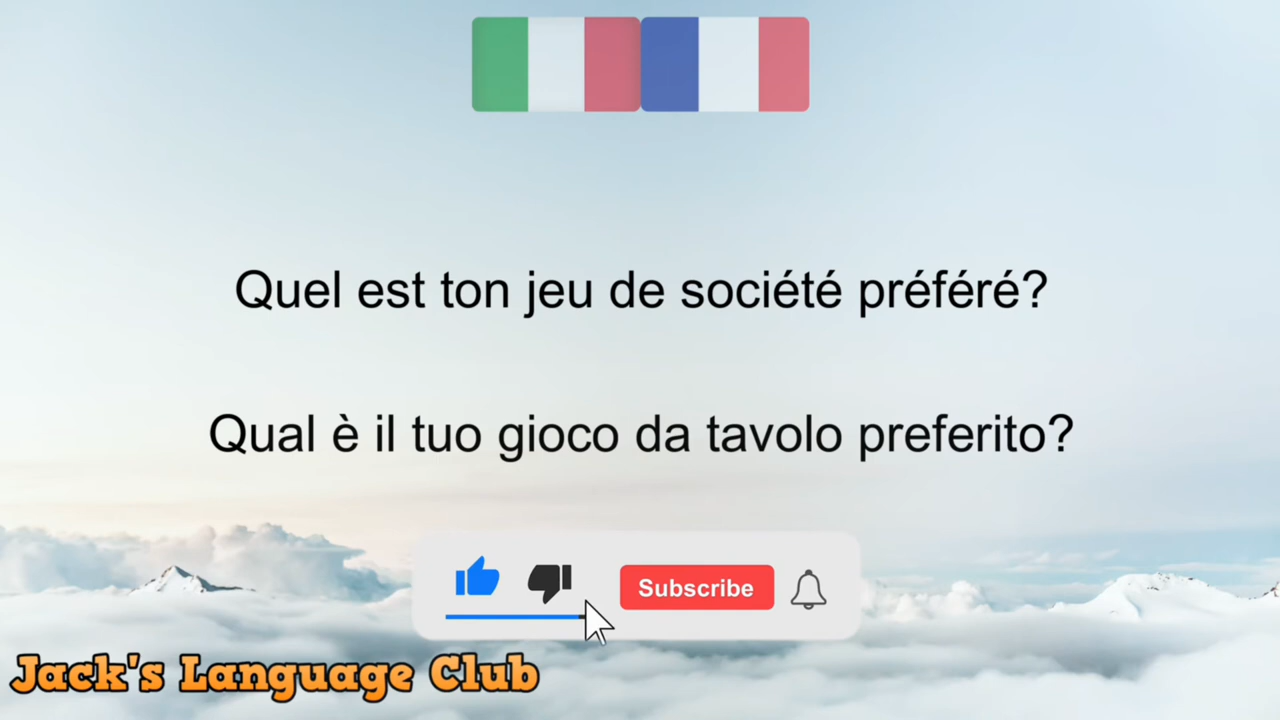 Quel est ton jeu de société préféré?
Qual è il tuo gioco da tavolo preferito?
Subscribe
Jack's Language Club